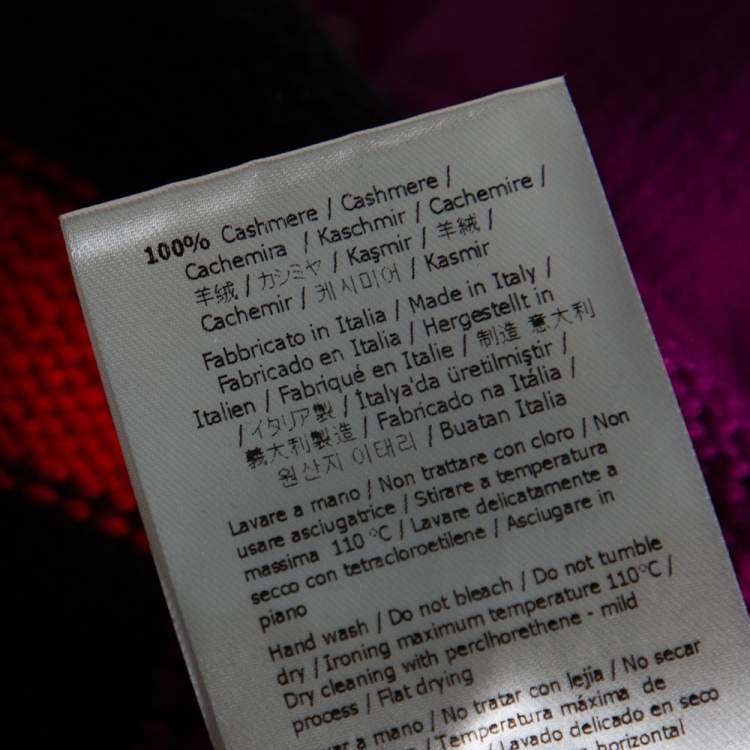 100% Cashmere / Cashmere /
Cachemira / Kaschmir / Cachemire /
羊絨 / カシミヤ / Kaşmir / 羊絨 /
Cachemir / 케시미어 / Kasmir
Fabbricato in Italia / Made in Italy /
Fabricado en Italia / Hergestellt in
Italien / Fabriqué en Italie / 制造 意大利
/ イタリア製 / İtalya'da üretilmiştir /
義大利製造 / Fabricado na Itália /
원산지 이태리 / Buatan Italia
Lavare a mano / Non trattare con cloro / Non
usare asciugatrice / Stirare a temperatura
massima 110 °C / Lavare delicatamente a
secco con tetracloroetilene / Asciugare in
piano
Hand wash / Do not bleach / Do not tumble
dry / Ironing maximum temperature 110°C /
Dry cleaning with perclhorethene - mild
process / Flat drying
a mano / No tratar con lejía / No secar
/ Temperatura máxima de
/ Lavado delicado en seco
horizontal